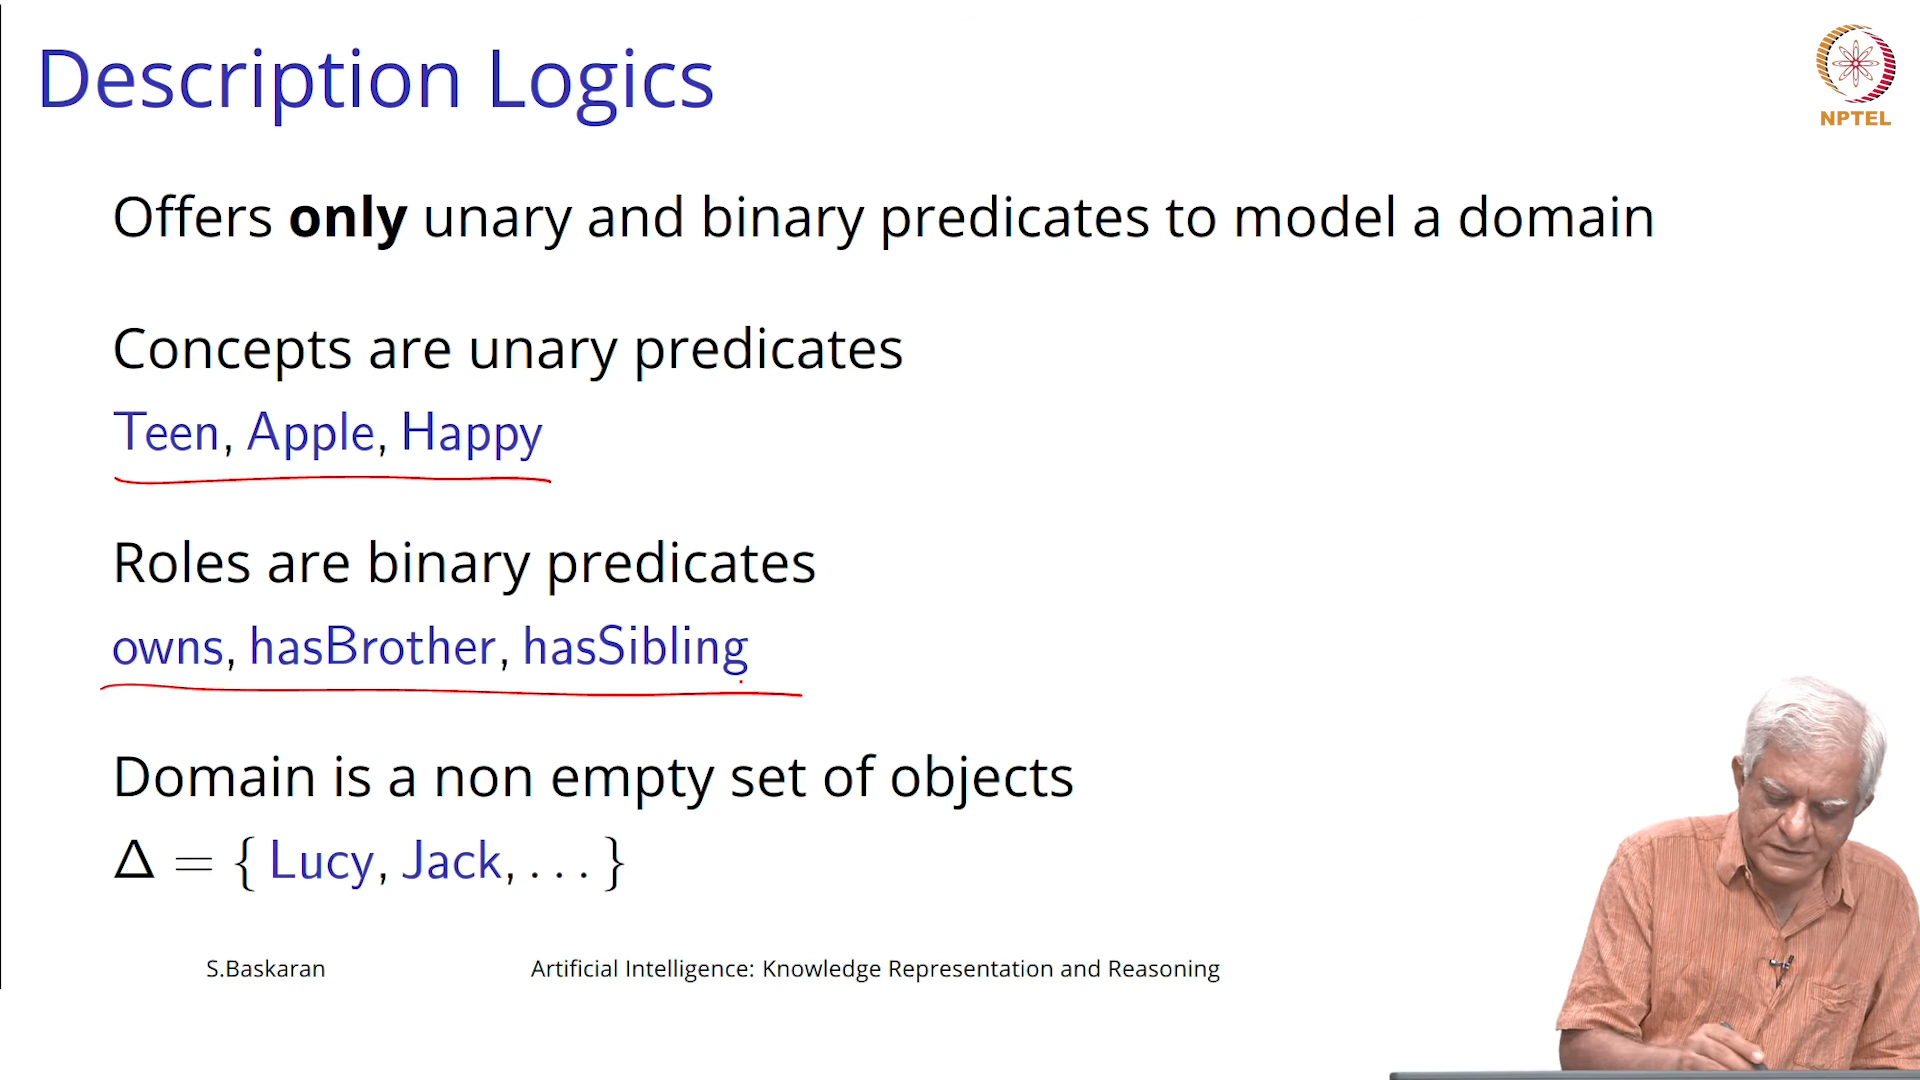 Description Logics
NPTEL
Offers only unary and binary predicates to model a domain
Concepts are unary predicates
Teen, Apple, Happy
Roles are binary predicates
owns, hasBrother, hasSibling
Domain is a non empty set of objects
Δ = { Lucy, Jack, . . . }
S.Baskaran Artificial Intelligence: Knowledge Representation and Reasoning